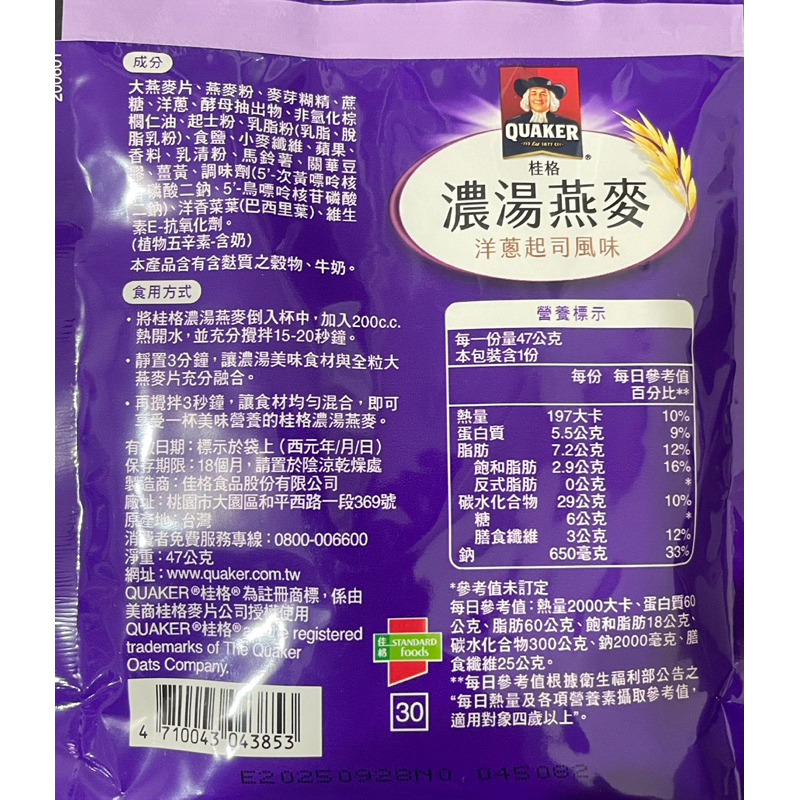 成分
大燕麥片、燕麥粉、麥芽糊精、蔗
糖、洋蔥、酵母抽出物、非氫化棕
櫚仁油、起士粉、乳脂粉(乳脂、脫
脂乳粉)、食鹽、小麥纖維、蘋果、
香料、乳清粉、馬鈴薯、關華豆
、薑黃、調味劑(5'-次黃嘌呤核
磷酸二鈉、5'-鳥嘌呤核苷磷酸
二鈉)、洋香菜葉(巴西里葉)、維生
素E-抗氧化劑。
(植物五辛素-含奶)
本產品含有含麩質之穀物、牛奶。
食用方式
・將桂格濃湯燕麥倒入杯中，加入200c.c.
熱開水，並充分攪拌15-20秒鐘。
・靜置3分鐘，讓濃湯美味食材與全粒大
燕麥片充分融合。
・再攪拌3秒鐘，讓食材均勻混合，即可
享受一杯美味營養的桂格濃湯燕麥。
有效日期：標示於袋上（西元年/月/日）
保存期限：18個月，請置於陰涼乾燥處
製造商：佳格食品股份有限公司
廠址：桃園市大園區和平西路一段369號
原產地：台灣
消費者免費服務專線：0800-006600
淨重：47公克
網址：www.quaker.com.tw
QUAKER®桂格®為註冊商標，係由
美商桂格麥片公司授權使用
QUAKER®桂格® registered
trademarks of The Quaker
Oats Company.
4 710043 043853
QUAKER
®
桂格
濃湯燕麥
洋蔥起司風味
營養標示
每一份量47公克
本包裝含1份
每份 每日參考值
百分比**
熱量 197大卡 10%
蛋白質 5.5公克 9%
脂肪 7.2公克 12%
飽和脂肪 2.9公克 16%
反式脂肪 0公克 *
碳水化合物 29公克 10%
糖 6公克 *
膳食纖維 3公克 12%
鈉 650毫克 33%
*參考值未訂定
每日參考值：熱量2000大卡、蛋白質60
公克、脂肪60公克、飽和脂肪18公克、
碳水化合物300公克、鈉2000毫克、膳
食纖維25公克。
**每日參考值根據衛生福利部公告之
“每日熱量及各項營養素攝取參考值，
適用對象四歲以上”。
佳格 STANDARD
foods
30
E20250928N0 045082